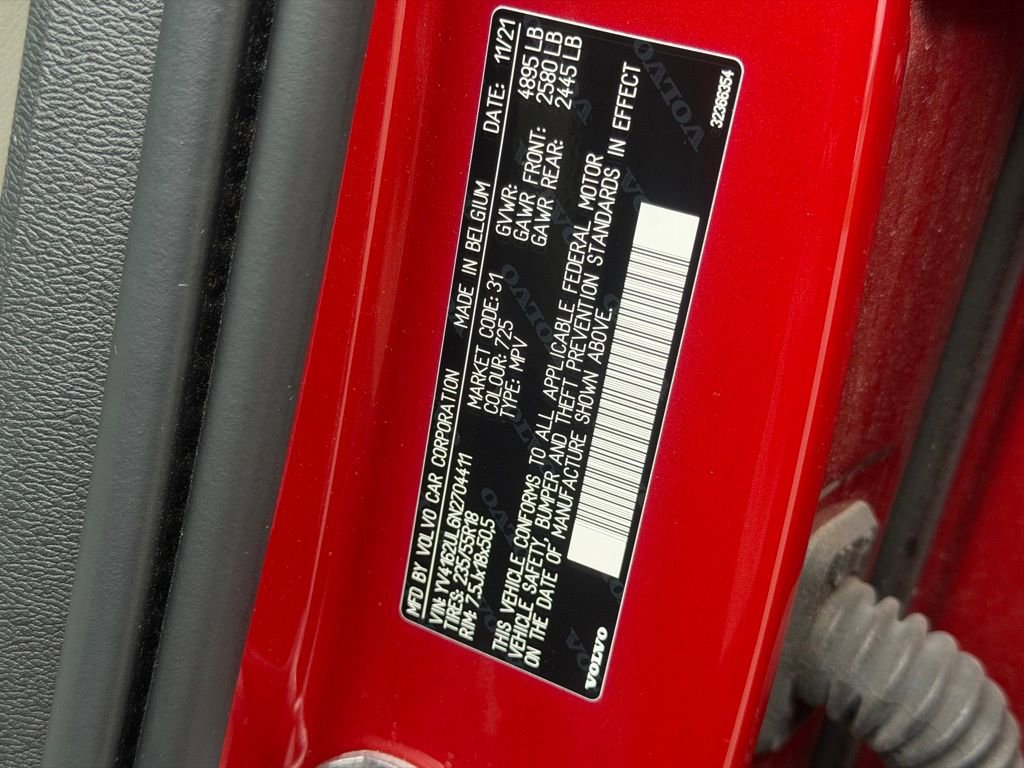 MFD BY VOLVO CAR CORPORATION MADE IN BELGIUM DATE: 11/21
VIN: YV4162UL6N2704411 MARKET CODE: 31 GVWR: 4895 LB
TIRES: 235/55R18 COLOUR: 725 GAWR FRONT: 2580 LB
RIM: 7,5Jx18x50,5 TYPE: MPV GAWR REAR: 2445 LB
THIS VEHICLE CONFORMS TO ALL APPLICABLE FEDERAL MOTOR
VEHICLE SAFETY, BUMPER AND THEFT PREVENTION STANDARDS IN EFFECT
ON THE DATE OF MANUFACTURE SHOWN ABOVE.
VOLVO 32366354